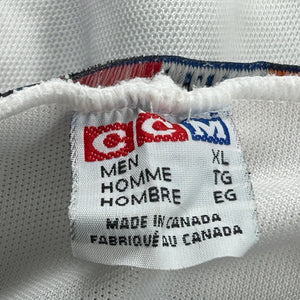 CCM
MEN XL
HOMME TG
HOMBRE EG
MADE IN CANADA
FABRIQUÉ AU CANADA